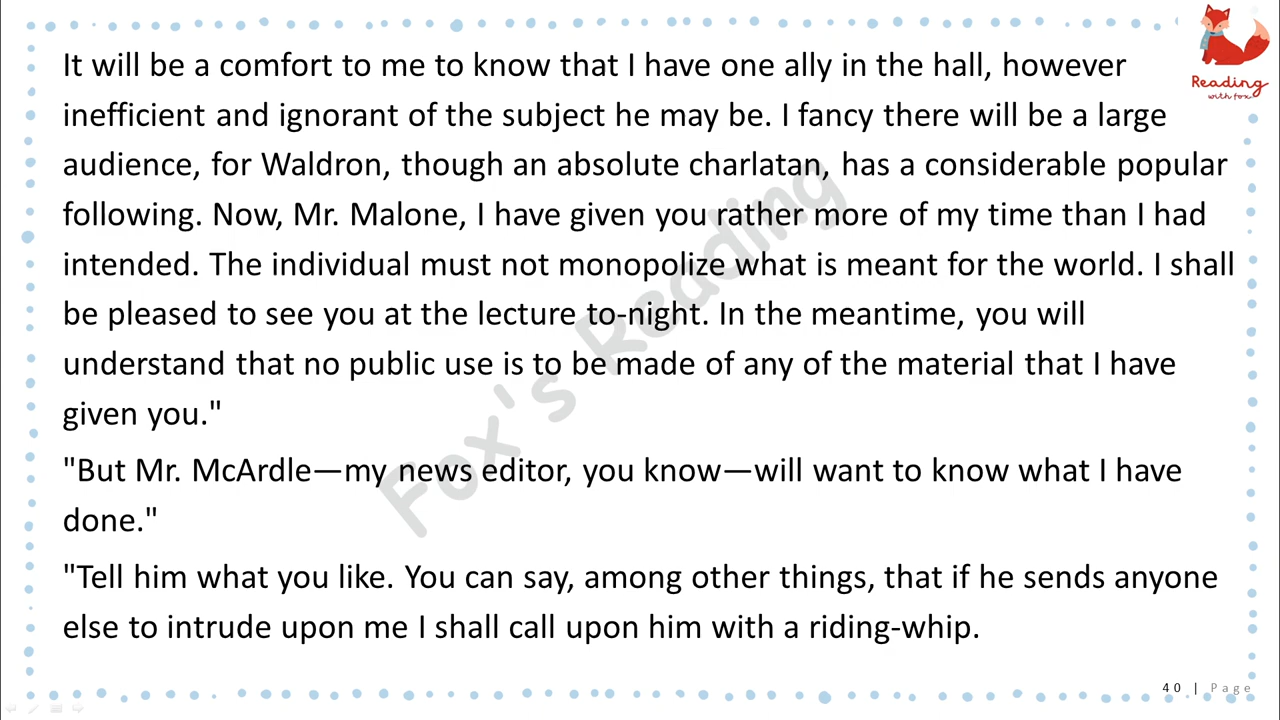 It will be a comfort to me to know that I have one ally in the hall, however
inefficient and ignorant of the subject he may be. I fancy there will be a large
audience, for Waldron, though an absolute charlatan, has a considerable popular
following. Now, Mr. Malone, I have given you rather more of my time than I had
intended. The individual must not monopolize what is meant for the world. I shall
be pleased to see you at the lecture to-night. In the meantime, you will
understand that no public use is to be made of any of the material that I have
given you."
"But Mr. McArdle—my news editor, you know—will want to know what I have
done."
"Tell him what you like. You can say, among other things, that if he sends anyone
else to intrude upon me I shall call upon him with a riding-whip.
Reading
with fox
Fox's Reading
40 | Page